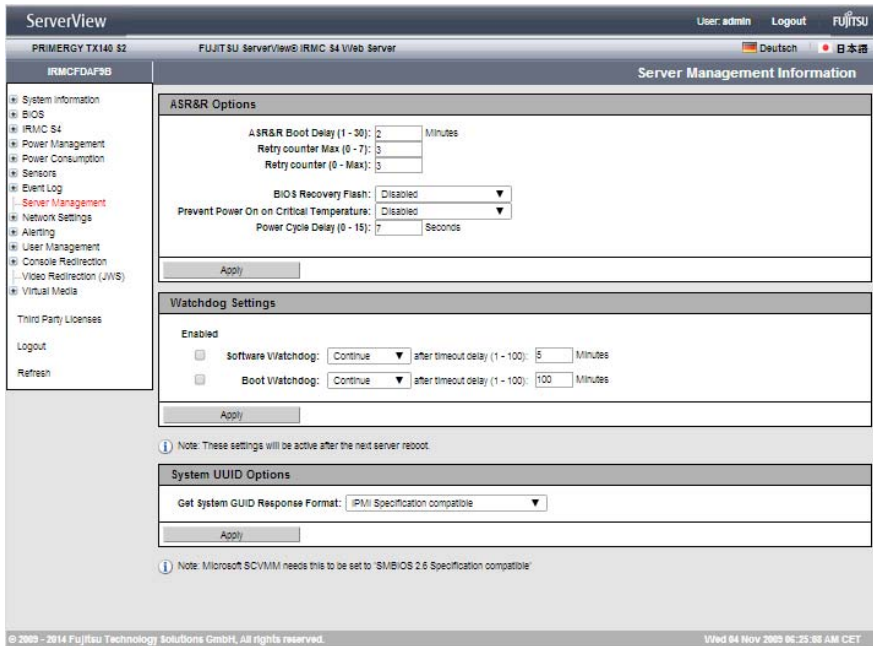 ServerView
User: admin Logout FUJITSU
PRIMERGY TX140 S2 FUJITSU ServerView® iRMC S4 Web Server Deutsch 日本語
IRMCFDAF9B Server Management Information
System Information
BIOS
iRMC S4
Power Management
Power Consumption
Sensors
Event Log
Server Management
Network Settings
Alerting
User Management
Console Redirection
Video Redirection (JWS)
Virtual Media
Third Party Licenses
Logout
Refresh
ASR&R Options
ASR&R Boot Delay (1 - 30): 2 Minutes
Retry counter Max (0 - 7): 3
Retry counter (0 - Max): 3
BIOS Recovery Flash: Disabled
Prevent Power On on Critical Temperature: Disabled
Power Cycle Delay (0 - 15): 7 Seconds
Apply
Watchdog Settings
Enabled
Software Watchdog: Continue after timeout delay (1 - 100): 5 Minutes
Boot Watchdog: Continue after timeout delay (1 - 100): 100 Minutes
Apply
Note: These settings will be active after the next server reboot.
System UUID Options
Get System GUID Response Format: IPMI Specification compatible
Apply
Note: Microsoft SCVMM needs this to be set to 'SMBIOS 2.6 Specification compatible'
© 2009 - 2014 Fujitsu Technology Solutions GmbH, All rights reserved. Wed 04 Nov 2009 06:25:08 AM CET